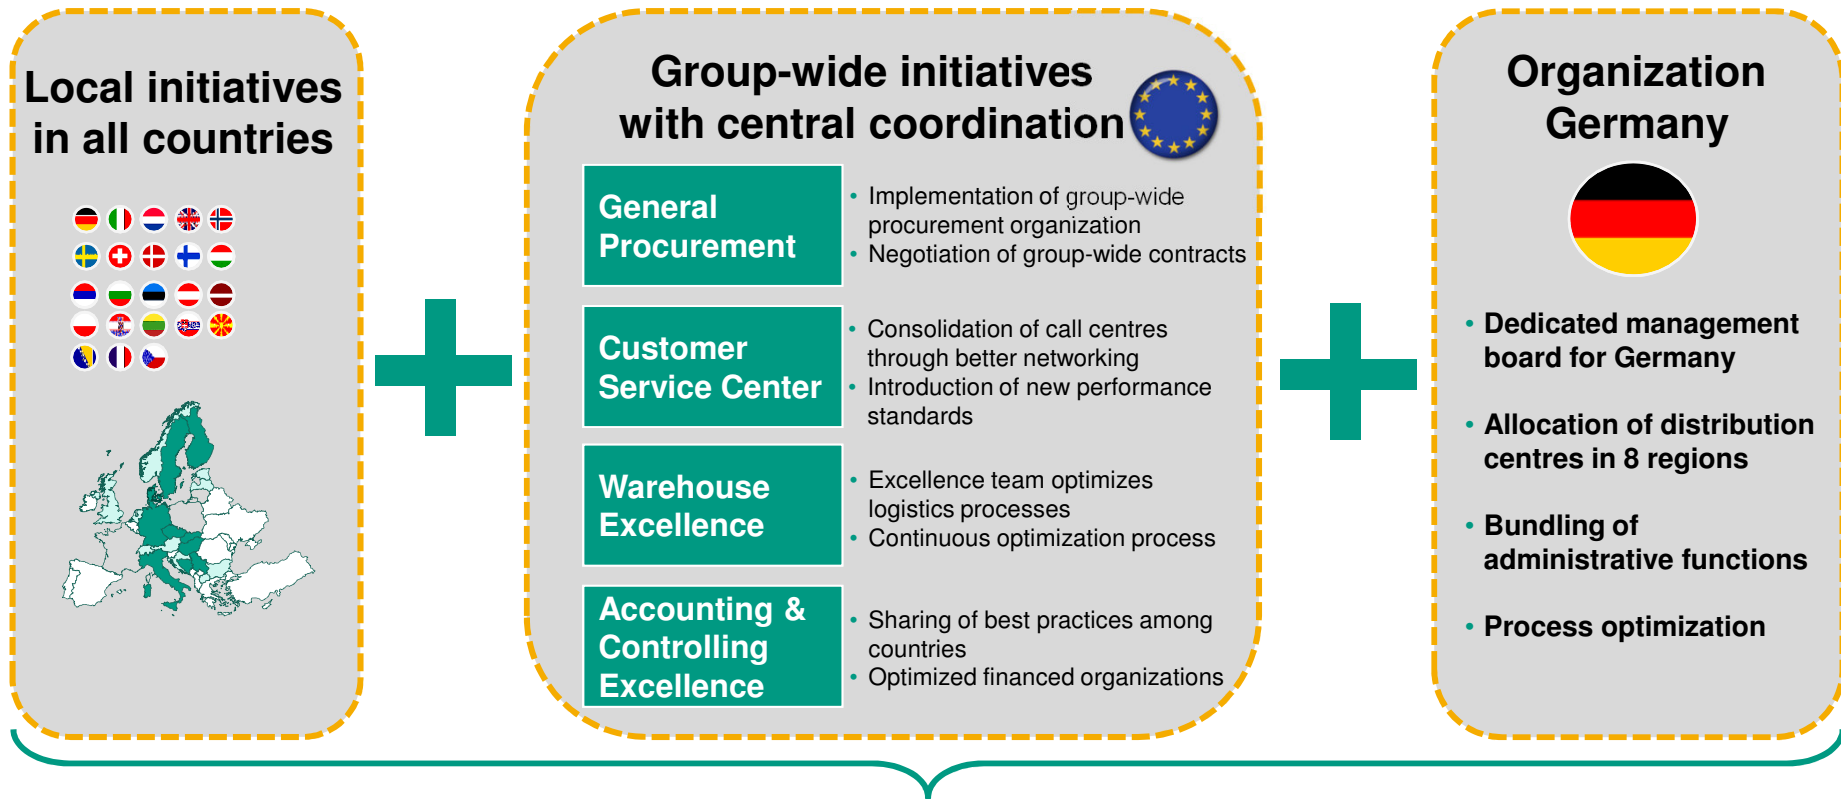 Local initiatives
in all countries
Group-wide initiatives
with central coordination
General
Procurement
• Implementation of group-wide
procurement organization
• Negotiation of group-wide contracts
Customer
Service Center
• Consolidation of call centres
through better networking
• Introduction of new performance
standards
Warehouse
Excellence
• Excellence team optimizes
logistics processes
• Continuous optimization process
Accounting &
Controlling
Excellence
• Sharing of best practices among
countries
• Optimized financed organizations
Organization
Germany
• Dedicated management
board for Germany
• Allocation of distribution
centres in 8 regions
• Bundling of
administrative functions
• Process optimization